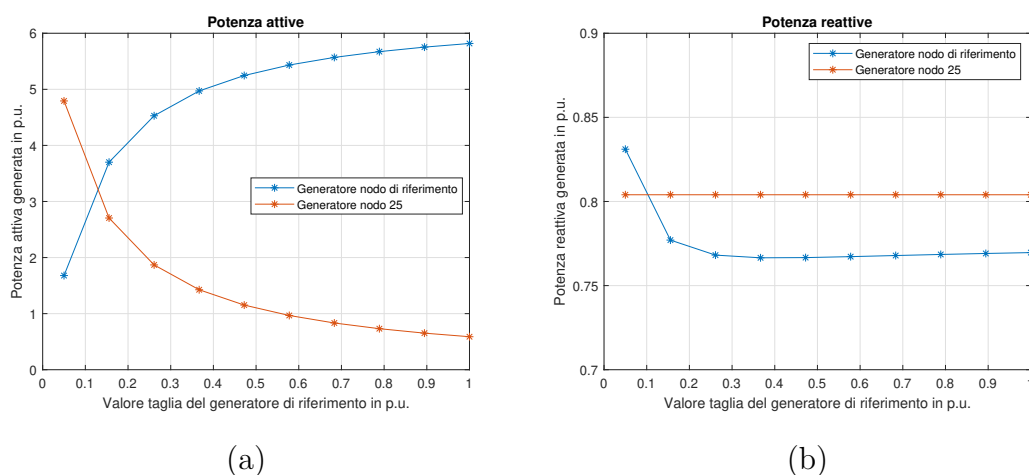 Potenza attive
6
5
4
3
2
1
0
Potenza attiva generata in p.u.
Generatore nodo di riferimento
Generatore nodo 25
0 0.1 0.2 0.3 0.4 0.5 0.6 0.7 0.8 0.9 1
Valore taglia del generatore di riferimento in p.u.
(a)
Potenza reattive
0.9
0.85
0.8
0.75
0.7
Potenza reattiva generata in p.u.
Generatore nodo di riferimento
Generatore nodo 25
0 0.1 0.2 0.3 0.4 0.5 0.6 0.7 0.8 0.9 1
Valore taglia del generatore di riferimento in p.u.
(b)